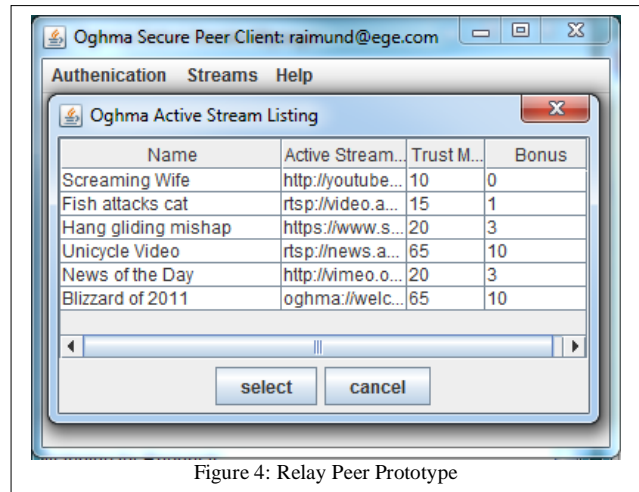 Oghma Secure Peer Client: raimund@ege.com
Authenication Streams Help
Oghma Active Stream Listing
Name Active Stream... Trust M... Bonus
Screaming Wife http://youtube... 10 0
Fish attacks cat rtsp://video.a... 15 1
Hang gliding mishap https://www.s... 20 3
Unicycle Video rtsp://news.a... 65 10
News of the Day http://vimeo.o... 20 3
Blizzard of 2011 oghma://welc... 65 10
select cancel
Figure 4: Relay Peer Prototype